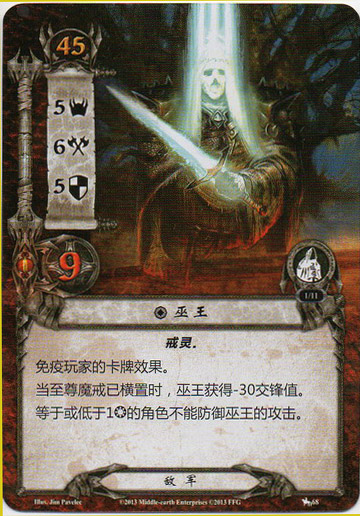 45
5
6
5
9
1/11
巫王
戒灵.
免疫玩家的卡牌效果。
当至尊魔戒已横置时，巫王获得-30交锋值。
等于或低于1的角色不能防御巫王的攻击。
敌军
Illus. Jim Pavelec ©2013 Middle-earth Enterprises ©2013 FFG 68